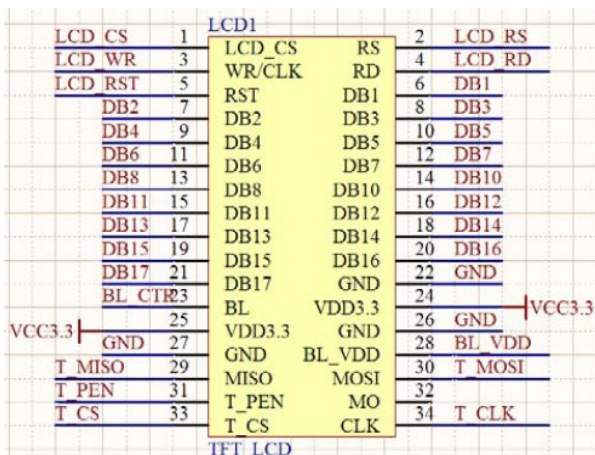 LCD1
LCD_CS 1 LCD_CS RS 2 LCD_RS
LCD_WR 3 WR/CLK RD 4 LCD_RD
LCD_RST 5 RST DB1 6 DB1
DB2 7 DB2 DB3 8 DB3
DB4 9 DB4 DB5 10 DB5
DB6 11 DB6 DB7 12 DB7
DB8 13 DB8 DB10 14 DB10
DB11 15 DB11 DB12 16 DB12
DB13 17 DB13 DB14 18 DB14
DB15 19 DB15 DB16 20 DB16
DB17 21 DB17 GND 22 GND
BL_CTR 23 BL VDD3.3 24 VCC3.3
VCC3.3 25 VDD3.3 GND 26 GND
GND 27 GND BL_VDD 28 BL_VDD
T_MISO 29 MISO MOSI 30 T_MOSI
T_PEN 31 T_PEN MO 32
T_CS 33 T_CS CLK 34 T_CLK
TFT_LCD